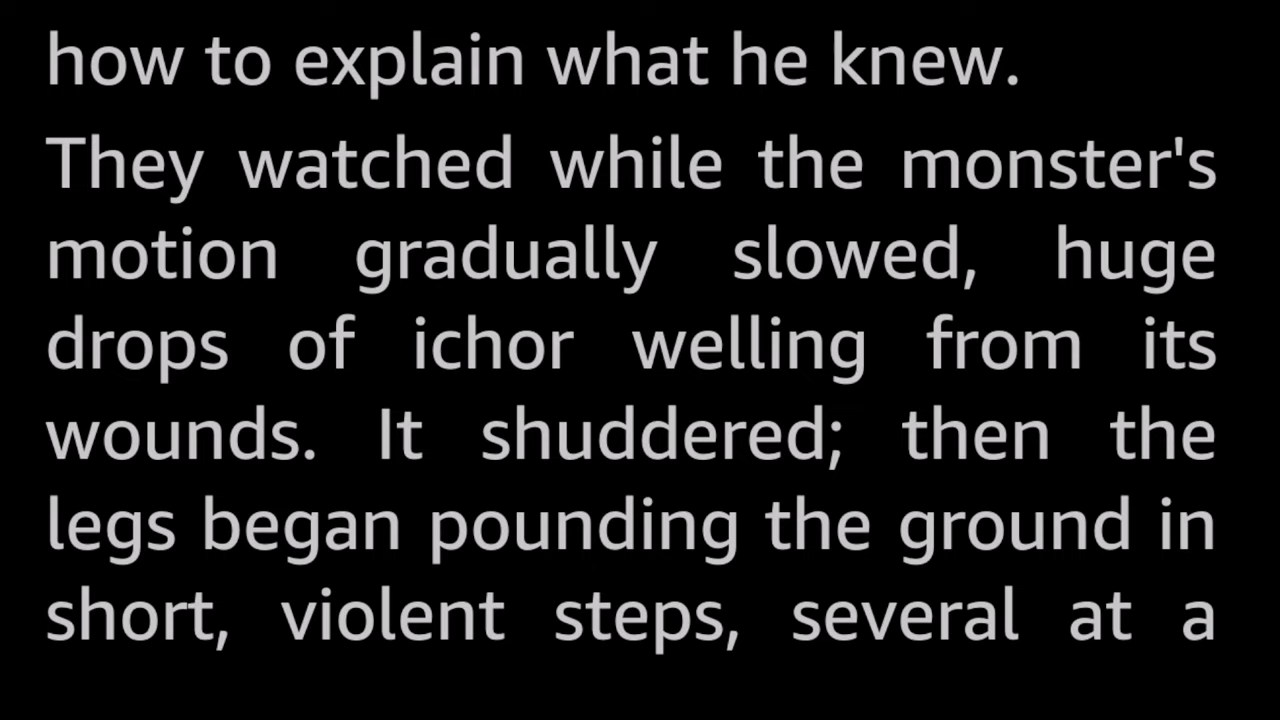 how to explain what he knew.
They watched while the monster's
motion gradually slowed, huge
drops of ichor welling from its
wounds. It shuddered; then the
legs began pounding the ground in
short, violent steps, several at a